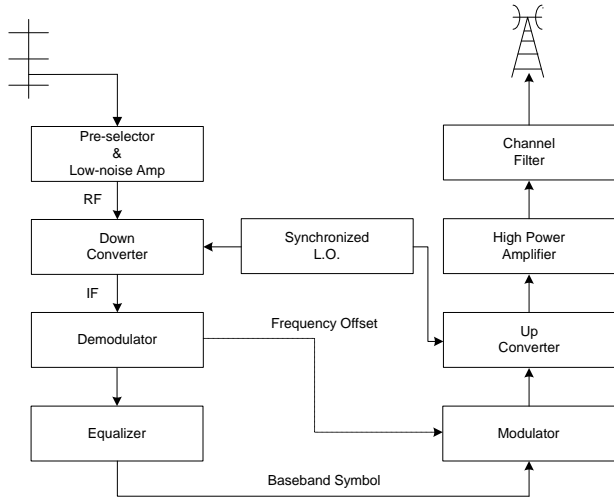 Pre-selector
&
Low-noise Amp
RF
Down
Converter
IF
Demodulator
Equalizer
Synchronized
L.O.
Frequency Offset
Baseband Symbol
Channel
Filter
High Power
Amplifier
Up
Converter
Modulator